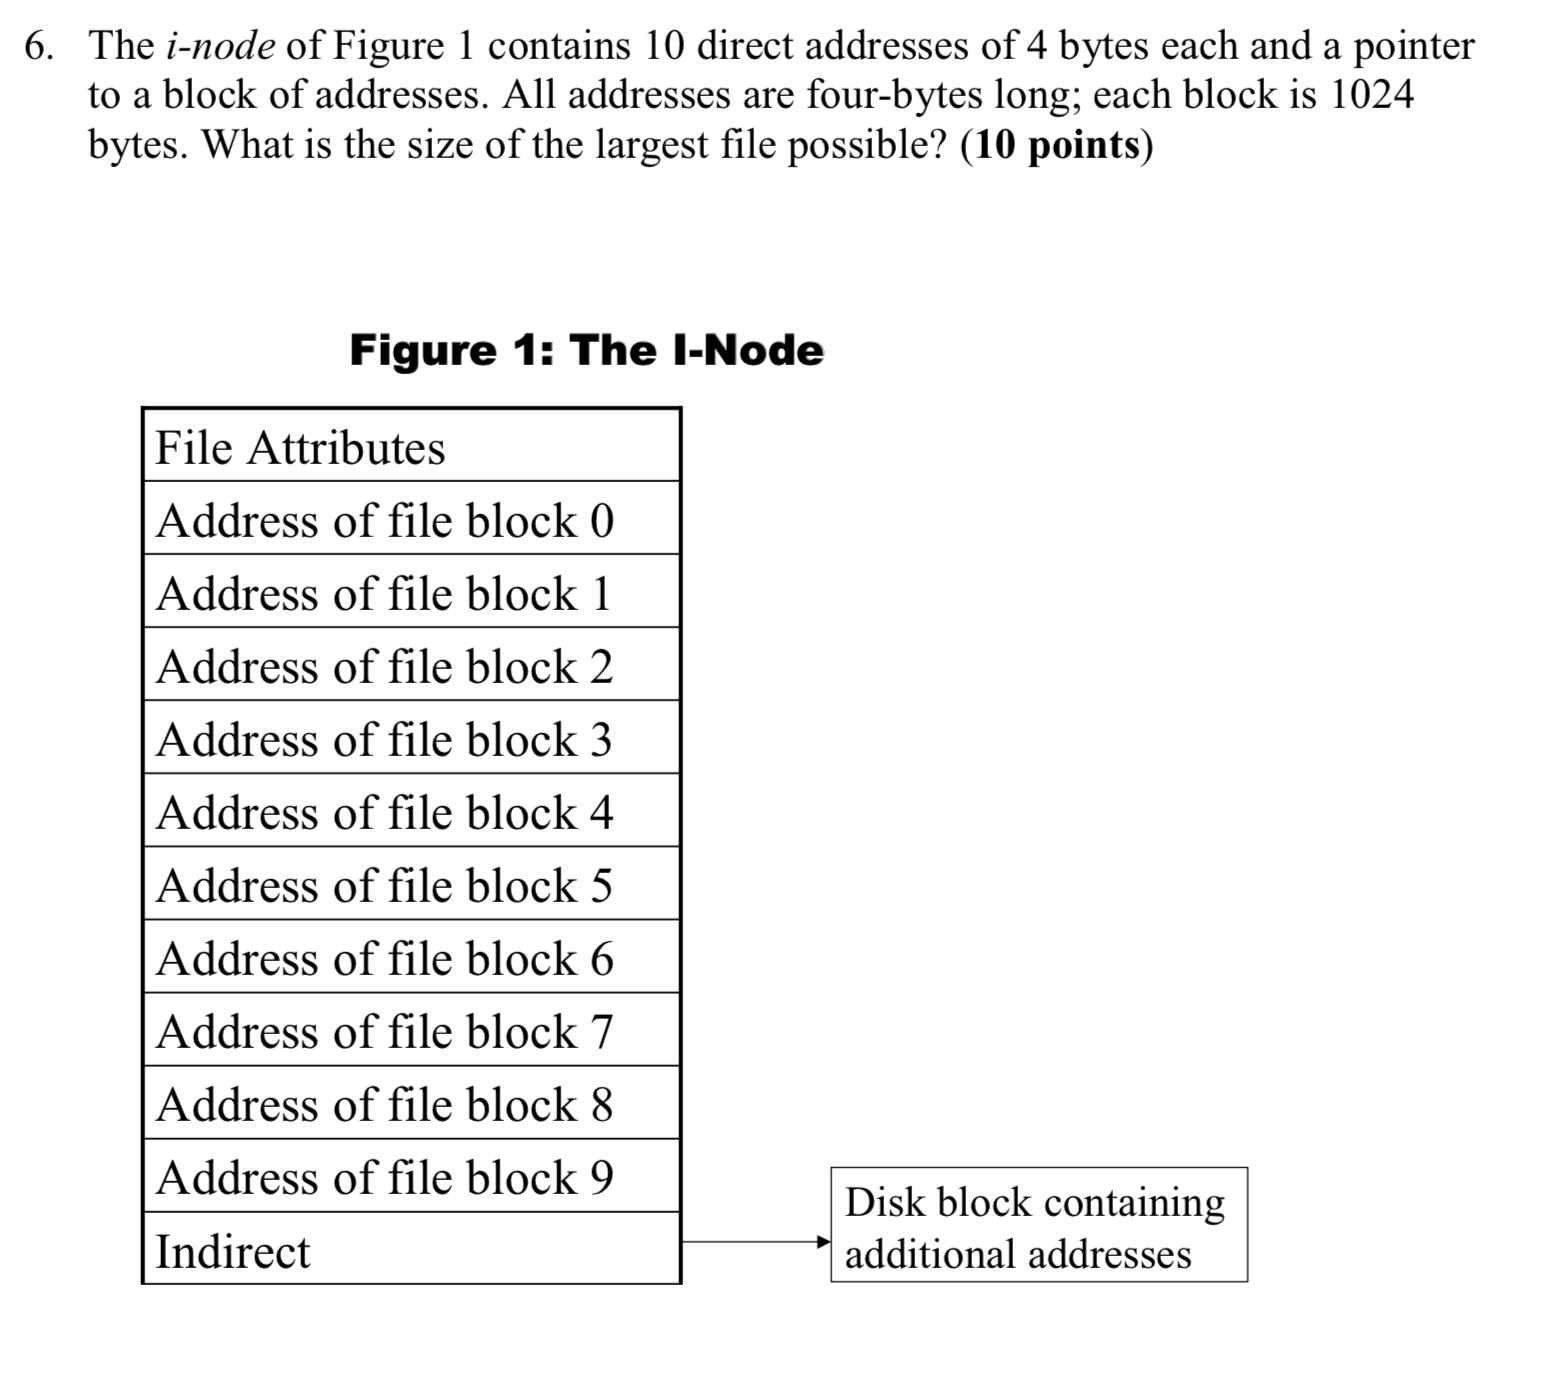 6. The i-node of Figure 1 contains 10 direct addresses of 4 bytes each and a pointer
to a block of addresses. All addresses are four-bytes long; each block is 1024
bytes. What is the size of the largest file possible? (10 points)
Figure 1: The I-Node
File Attributes
Address of file block 0
Address of file block 1
Address of file block 2
Address of file block 3
Address of file block 4
Address of file block 5
Address of file block 6
Address of file block 7
Address of file block 8
Address of file block 9
Indirect
Disk block containing
additional addresses